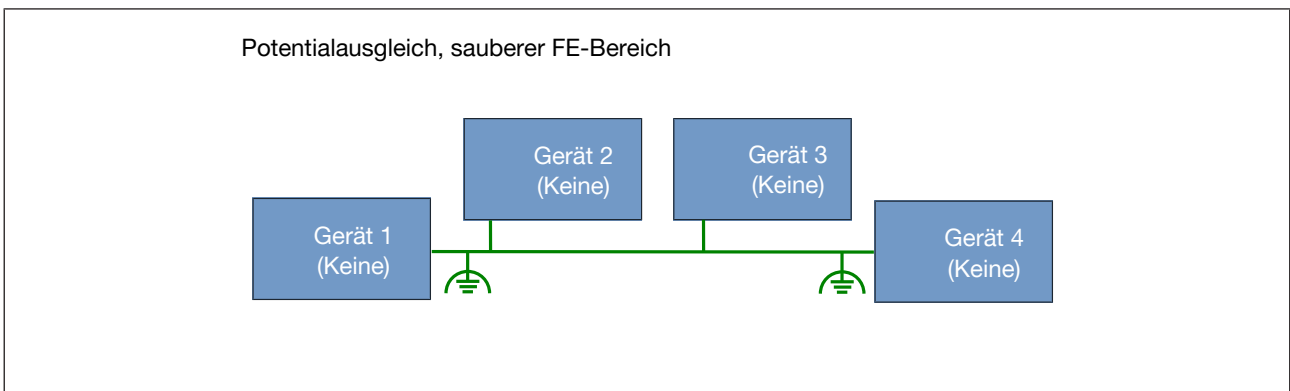 Potentialausgleich, sauberer FE-Bereich
Gerät 1
(Keine)
Gerät 2
(Keine)
Gerät 3
(Keine)
Gerät 4
(Keine)